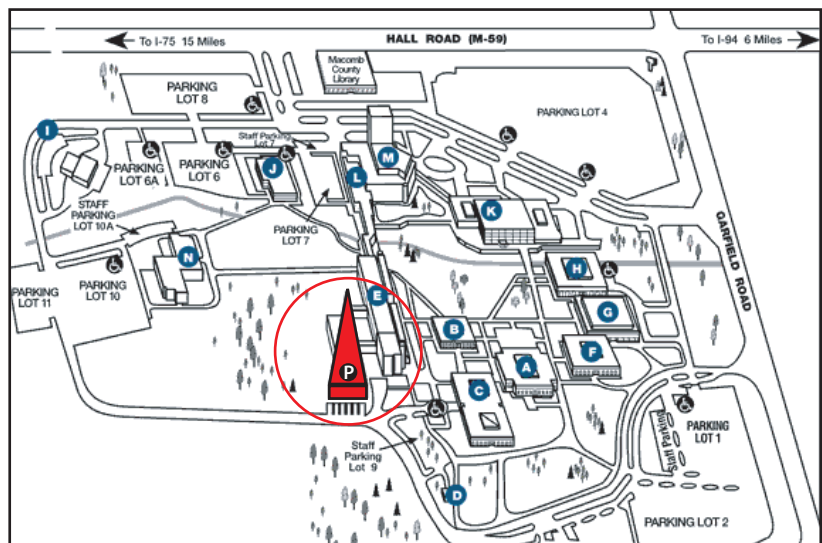 HALL ROAD (M-59)
To I-75 15 Miles
To I-94 6 Miles
Macomb
County
Library
PARKING
LOT 8
PARKING LOT 4
I
Staff Parking
Lot 7
PARKING
LOT 6A
PARKING
LOT 6
J
L
M
STAFF
PARKING
LOT 10A
PARKING
LOT 7
K
GARFIELD ROAD
N
PARKING
LOT 10
PARKING
LOT 11
H
E
G
B
F
A
C
P
Staff
Parking
Lot 9
D
Staff Parking
PARKING
LOT 1
PARKING LOT 2